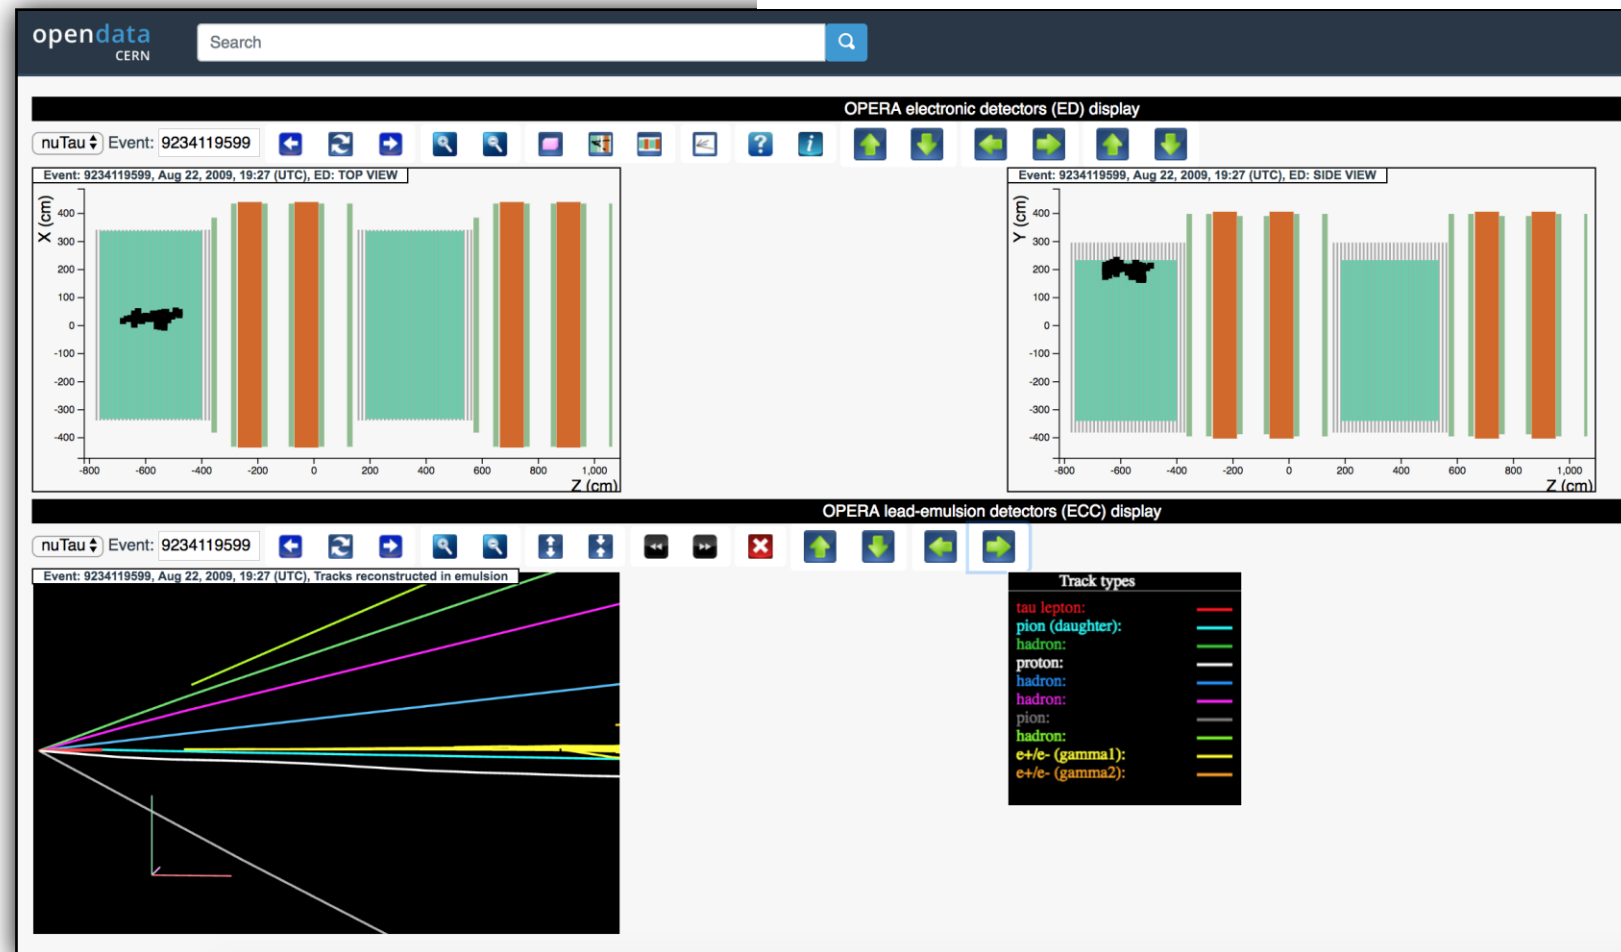 opendata
CERN
Search
OPERA electronic detectors (ED) display
nuTau Event: 9234119599
Event: 9234119599, Aug 22, 2009, 19:27 (UTC), ED: TOP VIEW
X (cm)
400
300
200
100
0
-100
-200
-300
-400
-800 -600 -400 -200 0 200 400 600 800 1,000
Z (cm)
Event: 9234119599, Aug 22, 2009, 19:27 (UTC), ED: SIDE VIEW
Y (cm)
400
300
200
100
0
-100
-200
-300
-400
-800 -600 -400 -200 0 200 400 600 800 1,000
Z (cm)
OPERA lead-emulsion detectors (ECC) display
nuTau Event: 9234119599
Event: 9234119599, Aug 22, 2009, 19:27 (UTC), Tracks reconstructed in emulsion
Track types
tau lepton:
pion (daughter):
hadron:
proton:
hadron:
hadron:
pion:
hadron:
e+/e- (gamma1):
e+/e- (gamma2):